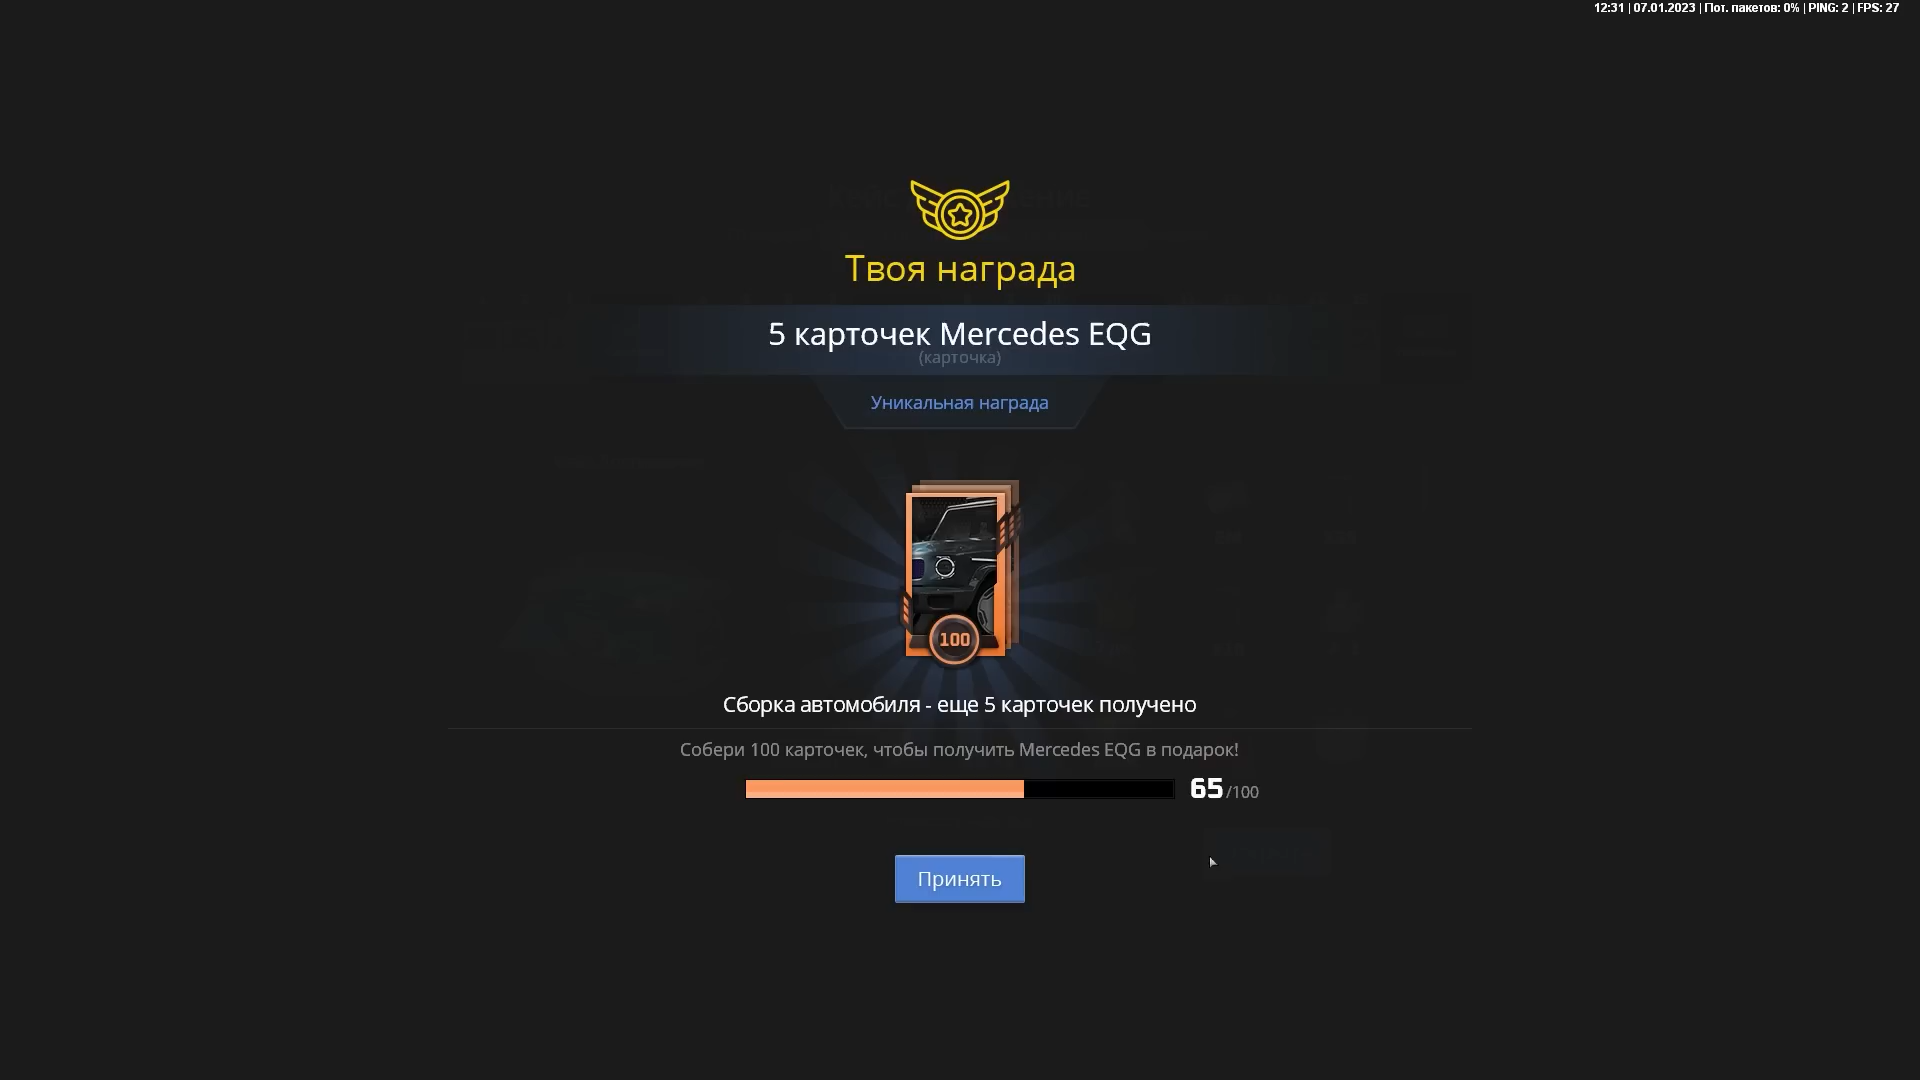 12:31 | 07.01.2023 | Пот. пакетов: 0% | PING: 2 | FPS: 27
Твоя награда
5 карточек Mercedes EQG
(карточка)
Уникальная награда
100
Сборка автомобиля - еще 5 карточек получено
Собери 100 карточек, чтобы получить Mercedes EQG в подарок!
65/100
Принять